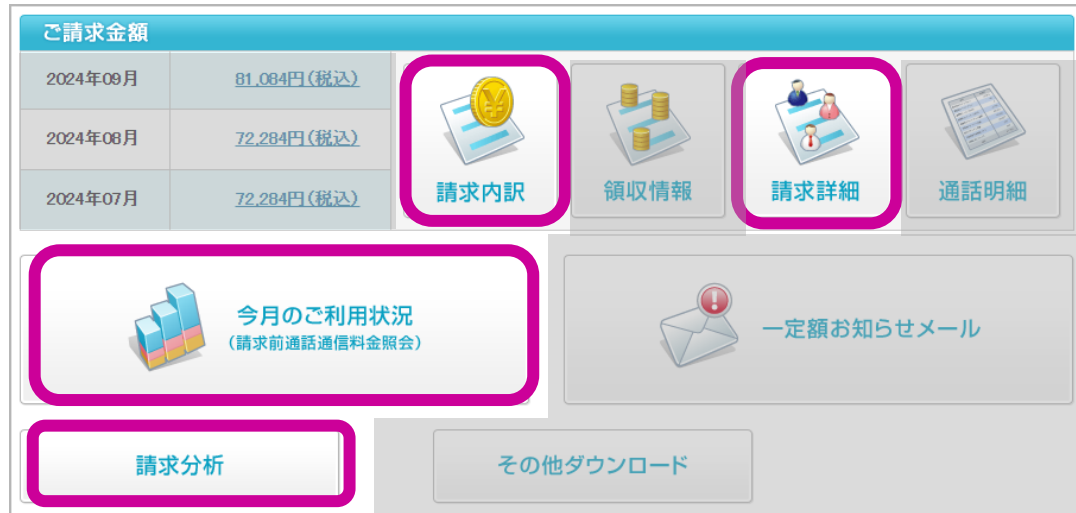 ご請求金額
2024年09月 81,084円(税込)
2024年08月 72,284円(税込)
2024年07月 72,284円(税込)
請求内訳 領収情報 請求詳細 通話明細
今月のご利用状況
(請求前通話通信料金照会)
一定額お知らせメール
請求分析 その他ダウンロード